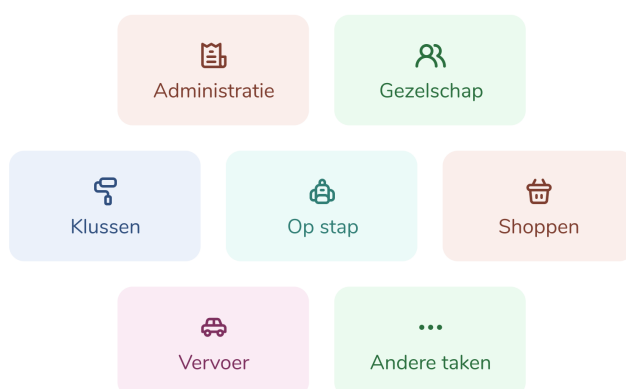 Administratie
Gezelschap
Klussen
Op stap
Shoppen
Vervoer
Andere taken